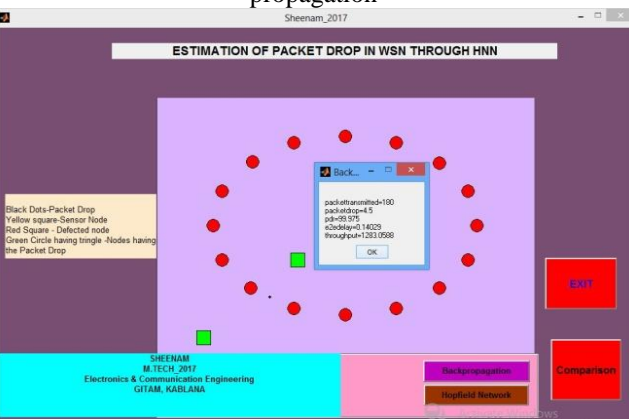 propagation
Sheenam_2017
ESTIMATION OF PACKET DROP IN WSN THROUGH HNN
Back...
packettransmitted=180
packetdrop=4.5
pdr=99.975
e2edelay=0.14029
throughput=1283.0588
OK
Black Dots-Packet Drop
Yellow square-Sensor Node
Red Square - Defected node
Green Circle having tringle -Nodes having
the Packet Drop
EXIT
SHEENAM
M.TECH_2017
Electronics & Communication Engineering
GITAM, KABLANA
Backpropagation
Hopfield Network
Comparison
Activate Windows